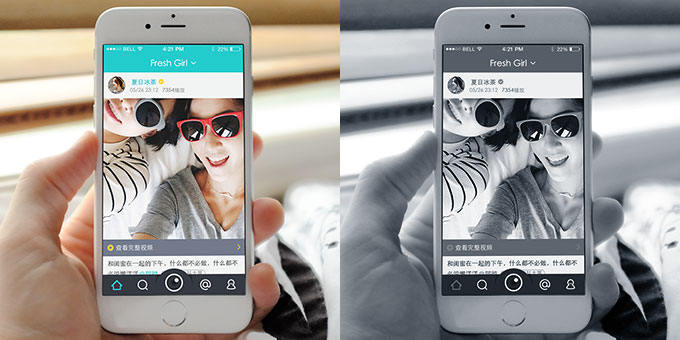 BELL 4:21 PM 22%
Fresh Girl
夏日冰茶
05/26 23:12 7354播放
查看完整视频
和闺蜜在一起的下午，什么都不必做，什么都不
BELL 4:21 PM 22%
Fresh Girl
夏日冰茶
05/26 23:12 7354播放
查看完整视频
和闺蜜在一起的下午，什么都不必做，什么都不